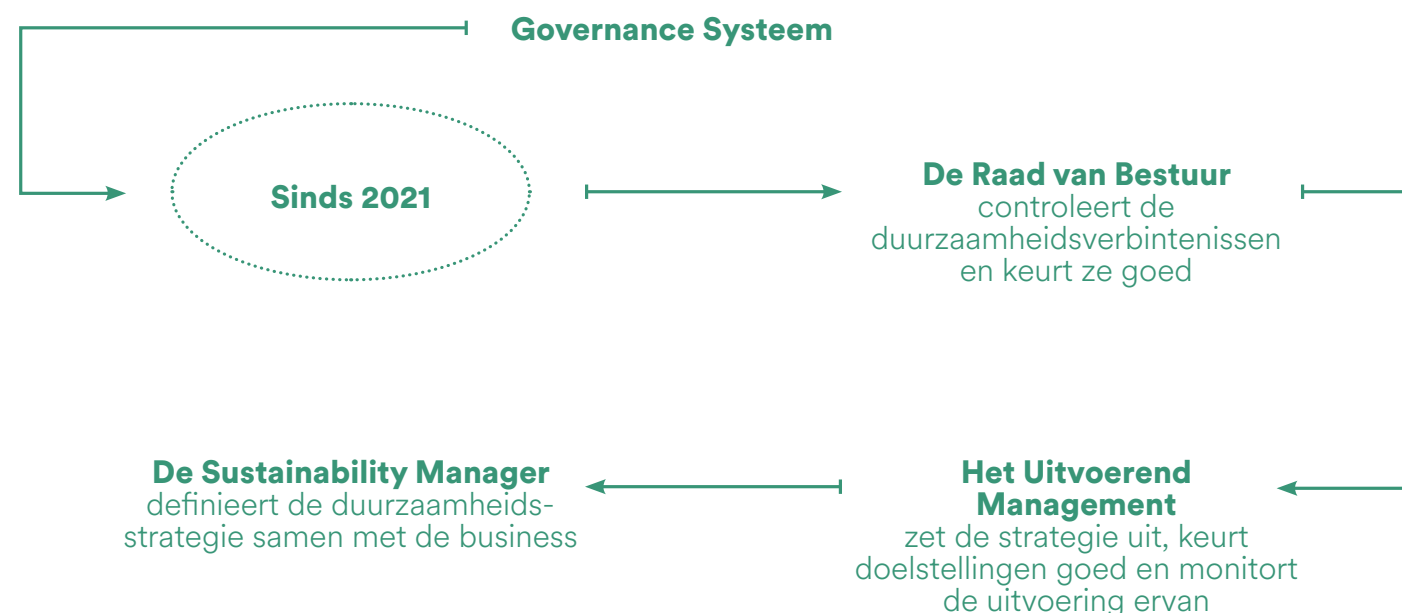 Governance Systeem
Sinds 2021
De Raad van Bestuur
controleert de
duurzaamheidsverbintenissen
en keurt ze goed
De Sustainability Manager
definieert de duurzaamheids-
strategie samen met de business
Het Uitvoerend
Management
zet de strategie uit, keurt
doelstellingen goed en monitort
de uitvoering ervan